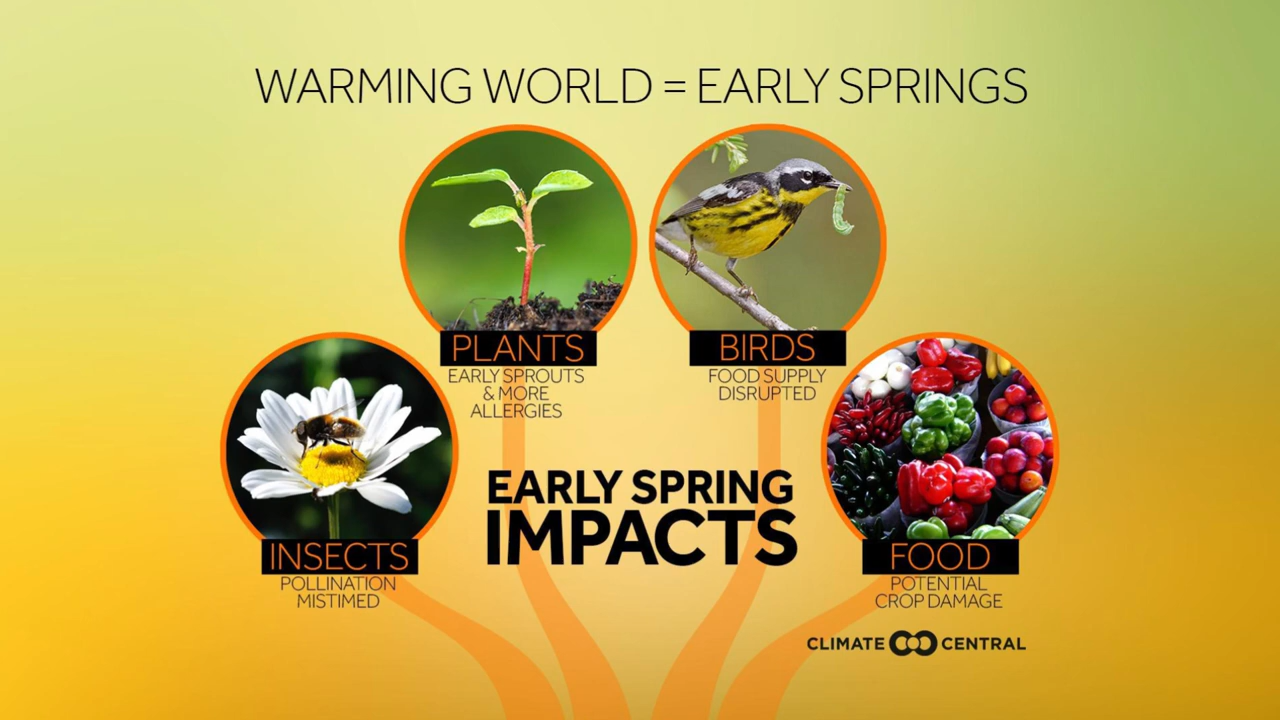 WARMING WORLD = EARLY SPRINGS
PLANTS
EARLY SPROUTS
& MORE
ALLERGIES
BIRDS
FOOD SUPPLY
DISRUPTED
INSECTS
POLLINATION
MISTIMED
EARLY SPRING
IMPACTS
FOOD
POTENTIAL
CROP DAMAGE
CLIMATE CENTRAL